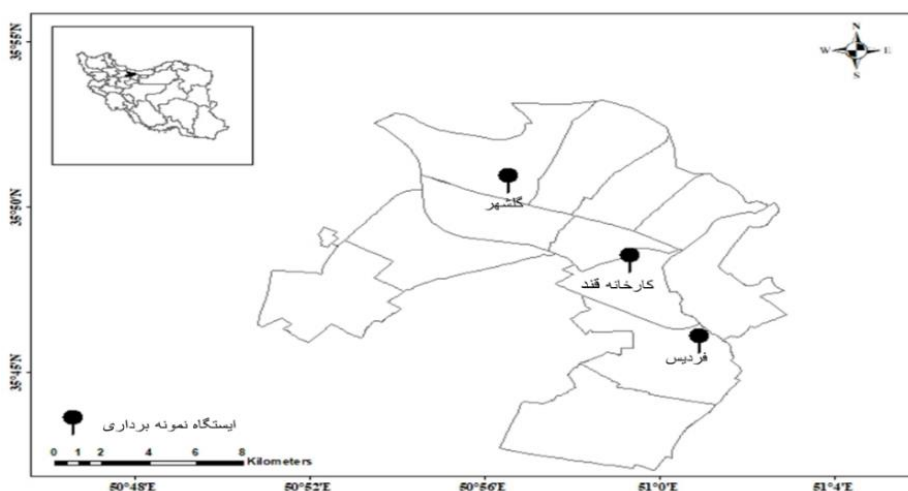 35°55'N
N
W E
S
35°50'N
گلشهر
کارخانه قند
فردیس
35°45'N
ایستگاه نمونه برداری
0 1 2 4 6 8
Kilometers
50°48'E 50°52'E 50°56'E 51°0'E 51°4'E